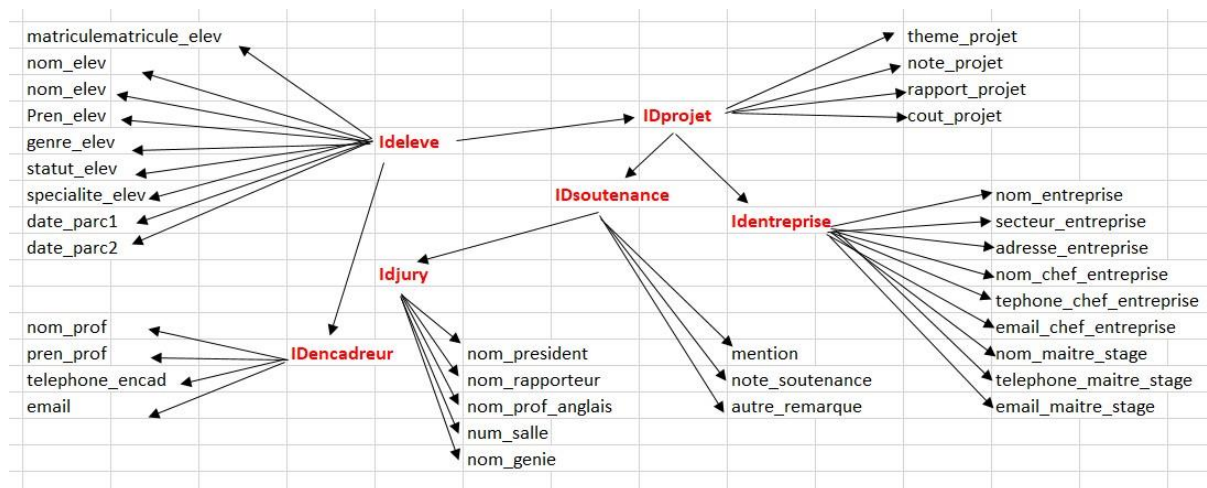 matriculematricule_elev
nom_elev
nom_elev
Pren_elev
genre_elev
statut_elev
specialite_elev
date_parc1
date_parc2
Ideleve
IDprojet
theme_projet
note_projet
rapport_projet
cout_projet
IDsoutenance
Identreprise
nom_entreprise
secteur_entreprise
adresse_entreprise
nom_chef_entreprise
tephone_chef_entreprise
email_chef_entreprise
nom_maitre_stage
telephone_maitre_stage
email_maitre_stage
Idjury
nom_president
nom_rapporteur
nom_prof_anglais
num_salle
nom_genie
mention
note_soutenance
autre_remarque
IDencadreur
nom_prof
pren_prof
telephone_encad
email